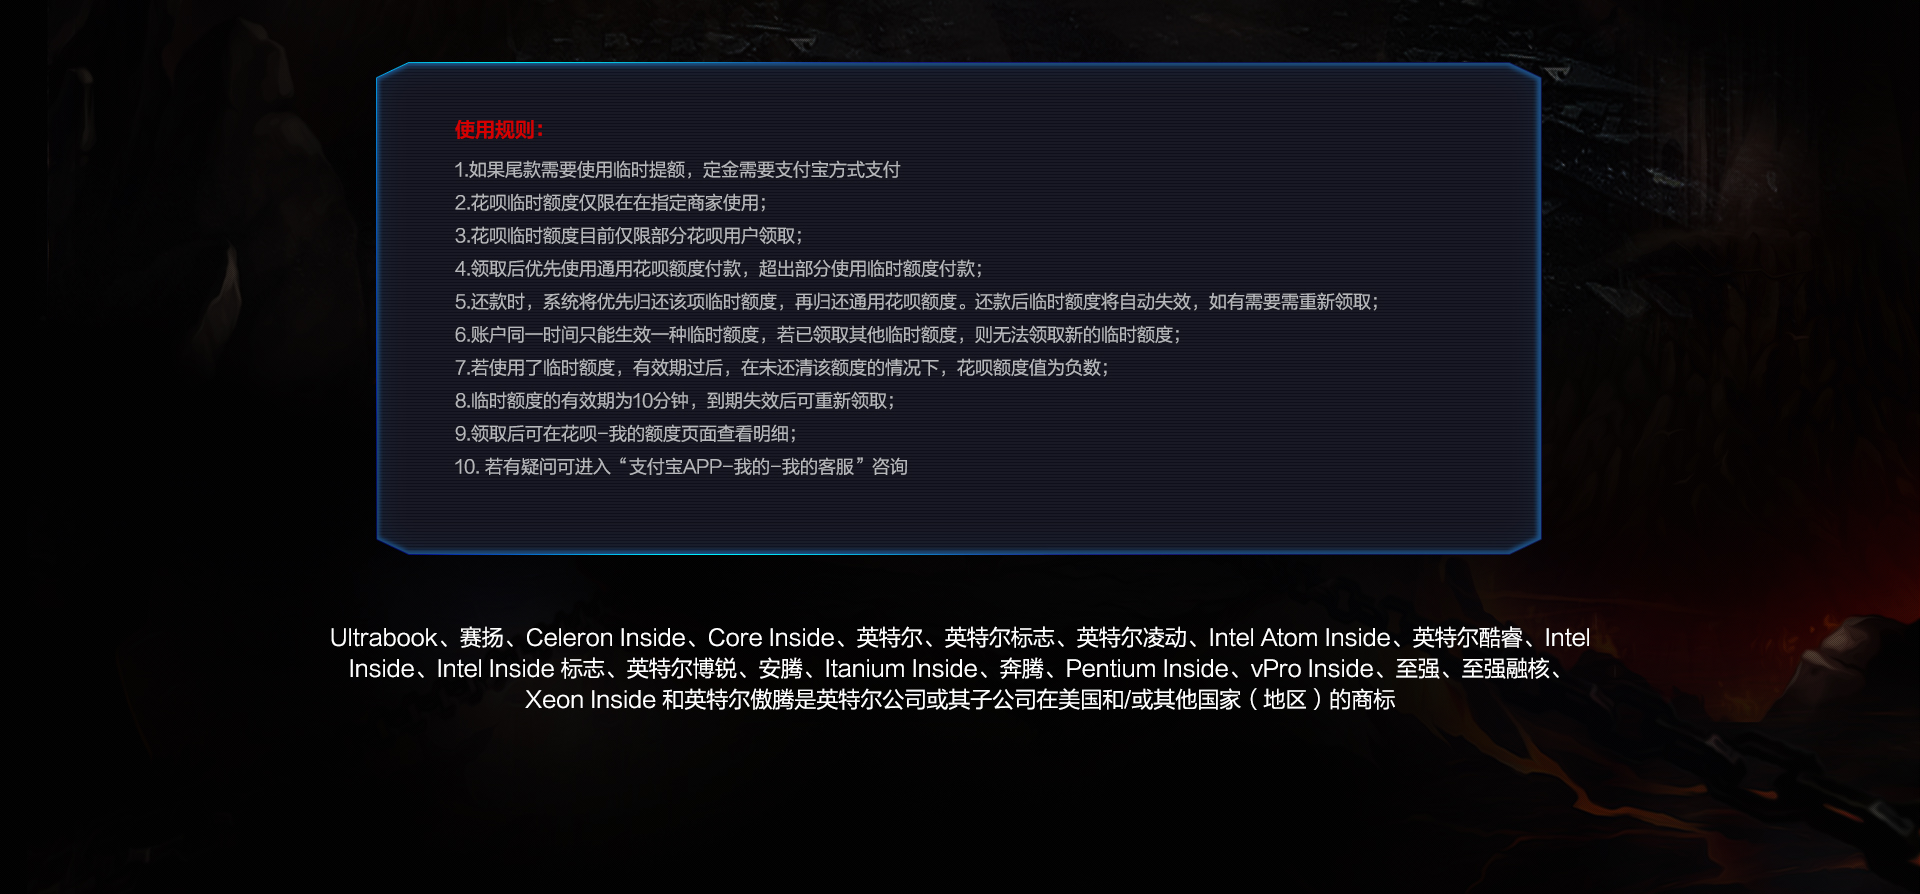 使用规则：
1.如果尾款需要使用临时提额，定金需要支付宝方式支付
2.花呗临时额度仅限在在指定商家使用；
3.花呗临时额度目前仅限部分花呗用户领取；
4.领取后优先使用通用花呗额度付款，超出部分使用临时额度付款；
5.还款时，系统将优先归还该项临时额度，再归还通用花呗额度。还款后临时额度将自动失效，如有需要需重新领取；
6.账户同一时间只能生效一种临时额度，若已领取其他临时额度，则无法领取新的临时额度；
7.若使用了临时额度，有效期过后，在未还清该额度的情况下，花呗额度值为负数；
8.临时额度的有效期为10分钟，到期失效后可重新领取；
9.领取后可在花呗-我的额度页面查看明细；
10. 若有疑问可进入“支付宝APP-我的-我的客服”咨询
Ultrabook、赛扬、Celeron Inside、Core Inside、英特尔、英特尔标志、英特尔凌动、Intel Atom Inside、英特尔酷睿、Intel
Inside、Intel Inside 标志、英特尔博锐、安腾、Itanium Inside、奔腾、Pentium Inside、vPro Inside、至强、至强融核、
Xeon Inside 和英特尔傲腾是英特尔公司或其子公司在美国和/或其他国家（地区）的商标